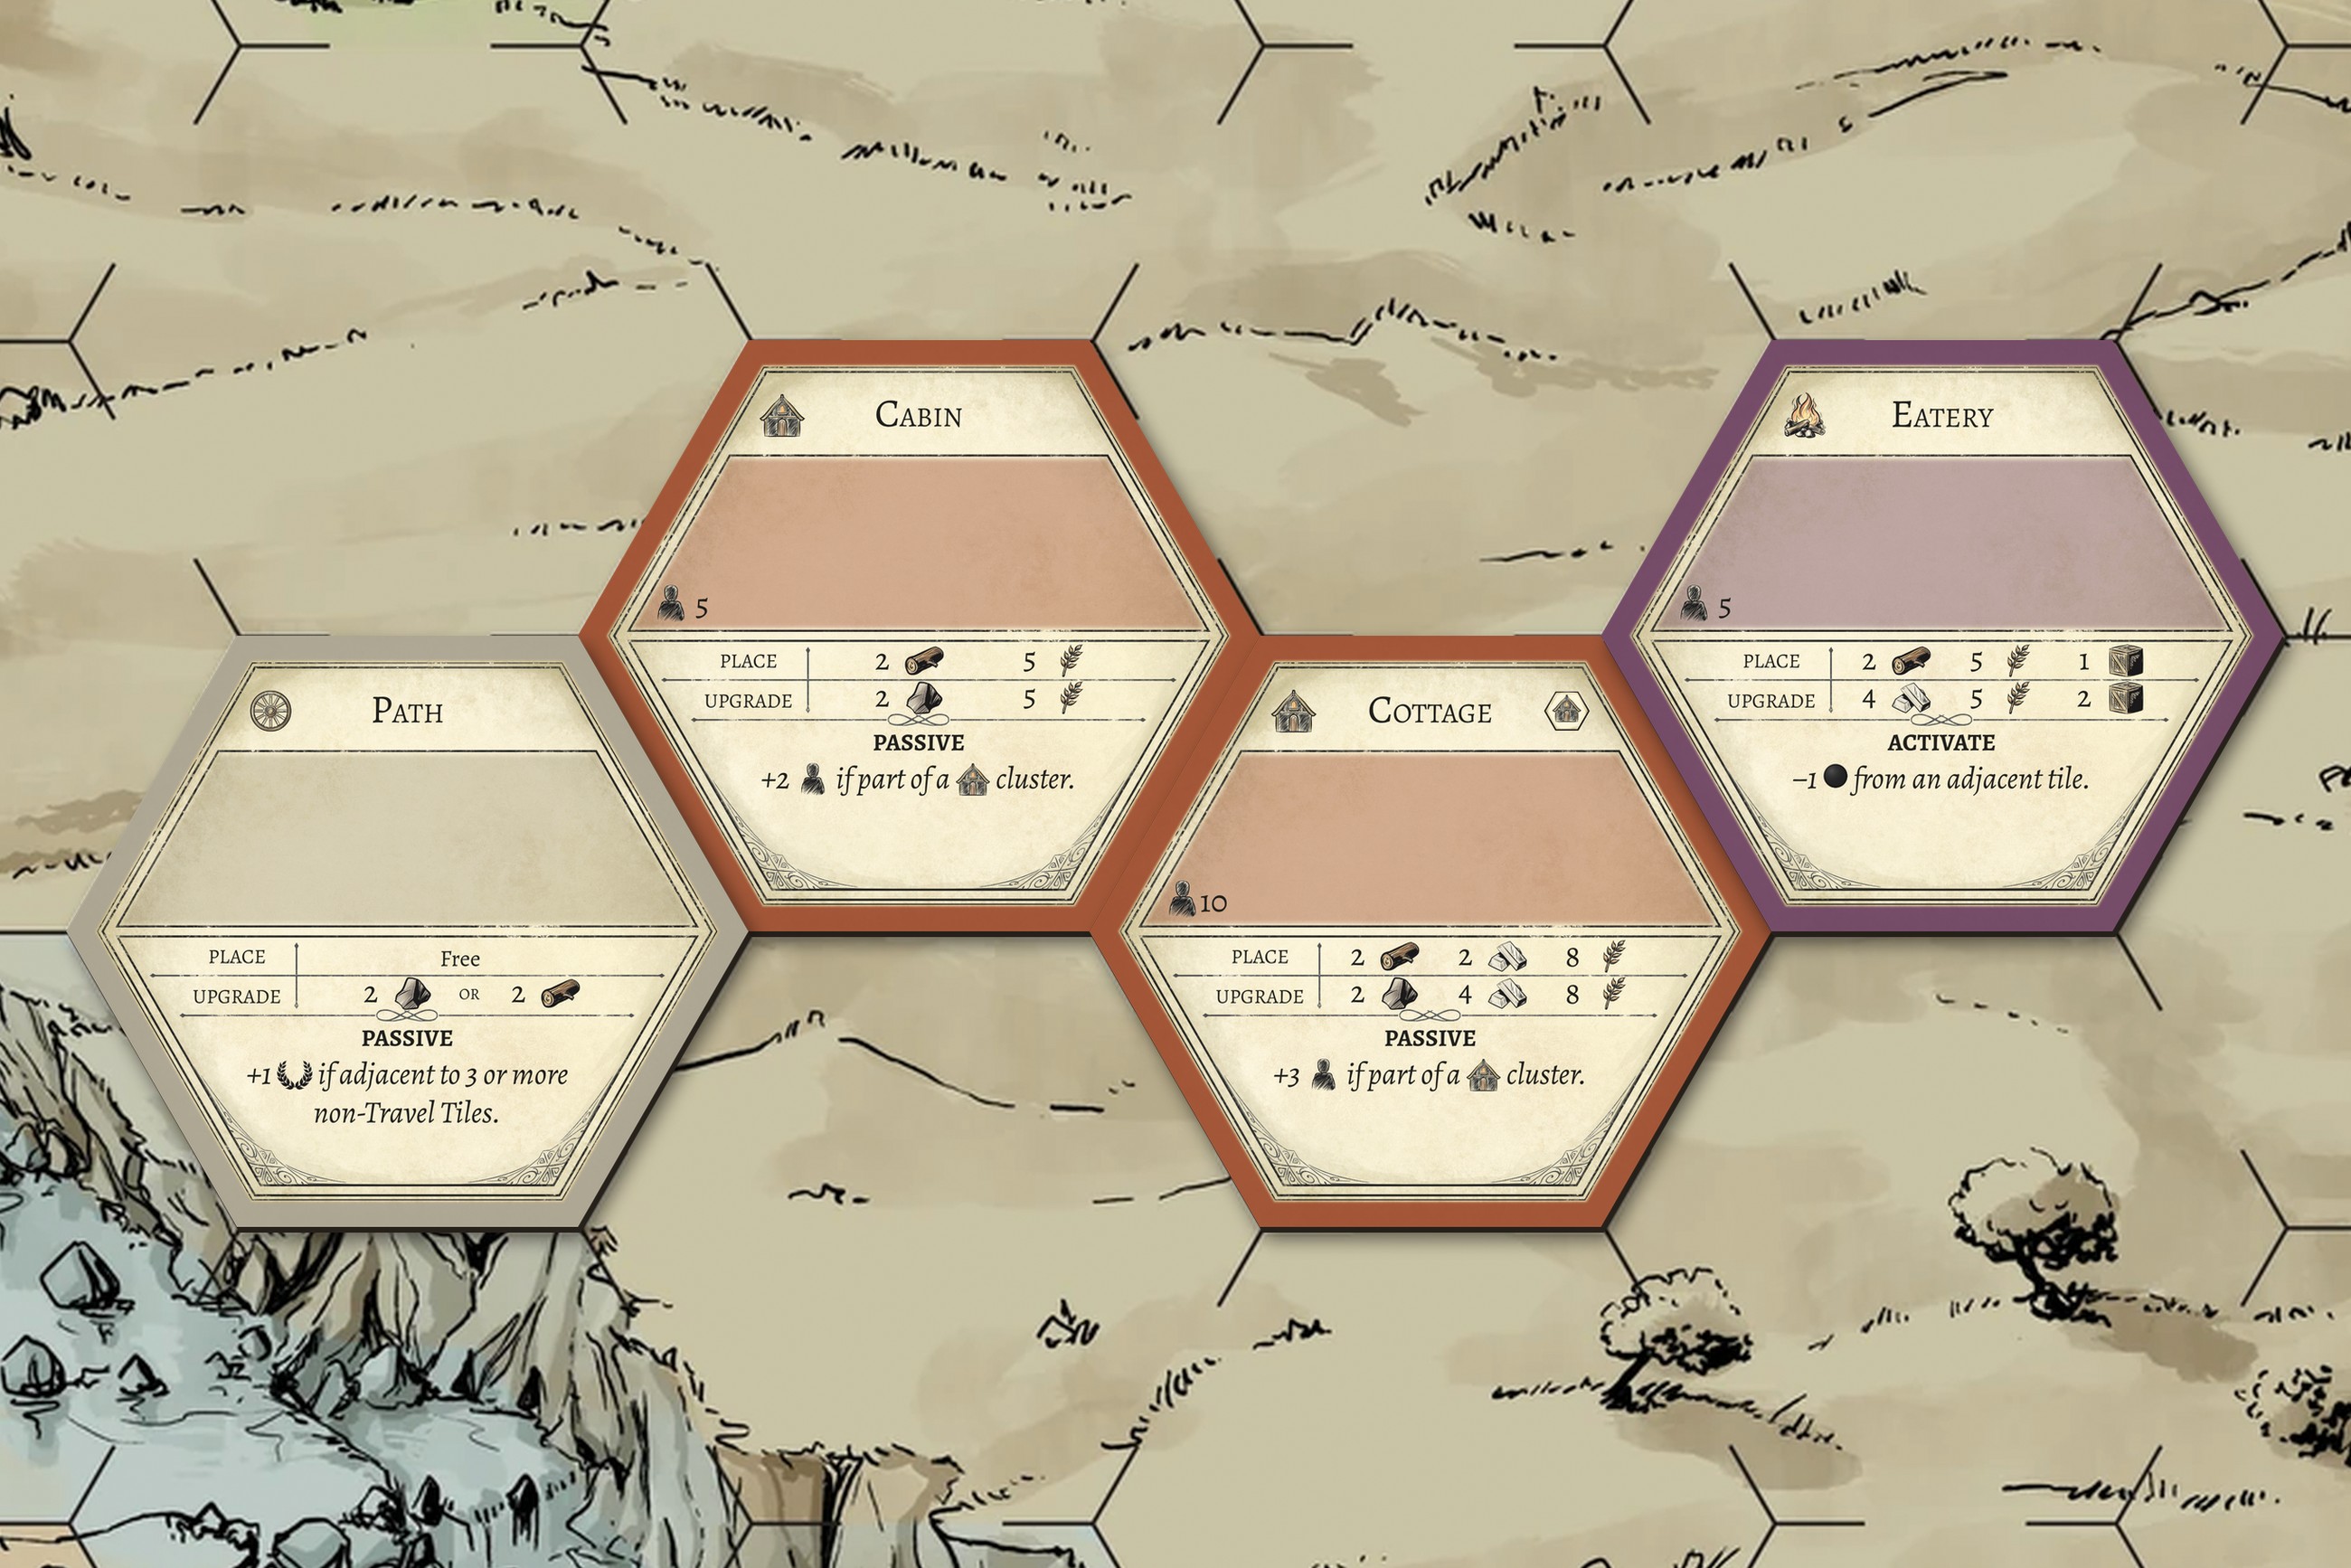 CABIN
5
PLACE 2 5
UPGRADE 2 5
PASSIVE
+2 if part of a cluster.
EATERY
5
PLACE 2 5 1
UPGRADE 4 5 2
ACTIVATE
–1 from an adjacent tile.
PATH
PLACE Free
UPGRADE 2 OR 2
PASSIVE
+1 if adjacent to 3 or more
non-Travel Tiles.
COTTAGE
10
PLACE 2 2 8
UPGRADE 2 4 8
PASSIVE
+3 if part of a cluster.